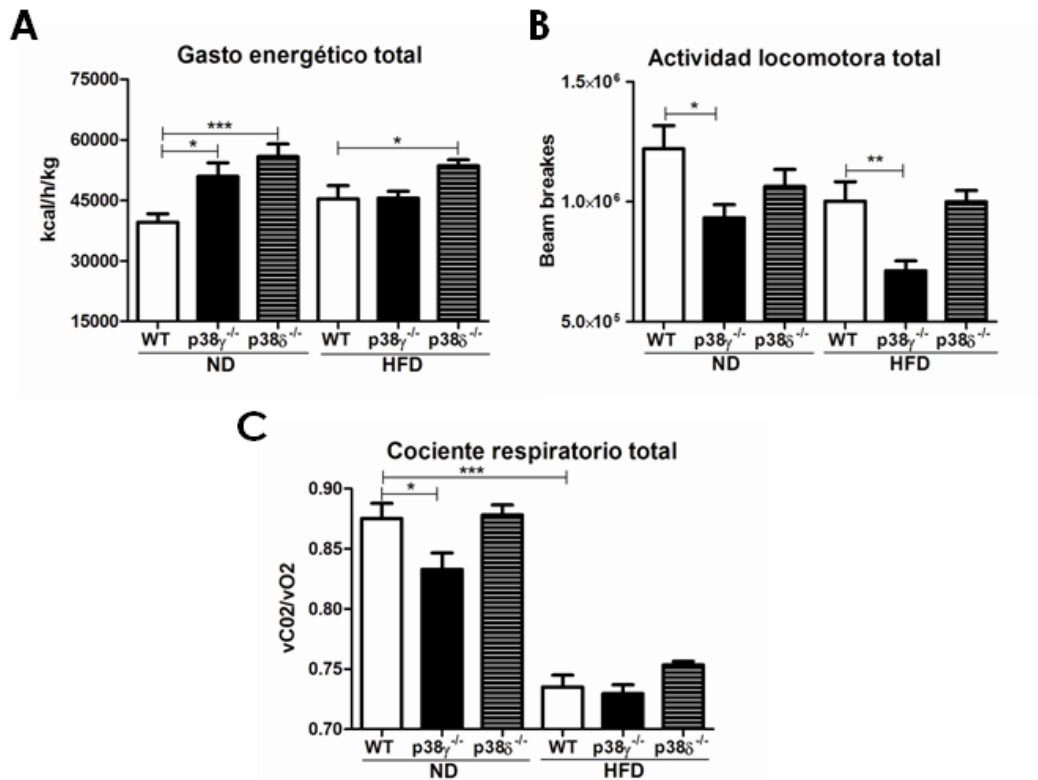 A
Gasto energético total
75000
60000
45000
30000
15000
kcal/h/kg
***
*
*
WT p38γ-/- p38δ-/- WT p38γ-/- p38δ-/-
ND HFD
B
Actividad locomotora total
1.5×10⁶
1.0×10⁶
5.0×10⁵
Beam breakes
*
**
WT p38γ-/- p38δ-/- WT p38γ-/- p38δ-/-
ND HFD
C
Cociente respiratorio total
0.90
0.85
0.80
0.75
0.70
vC02/vO2
***
*
WT p38γ-/- p38δ-/- WT p38γ-/- p38δ-/-
ND HFD